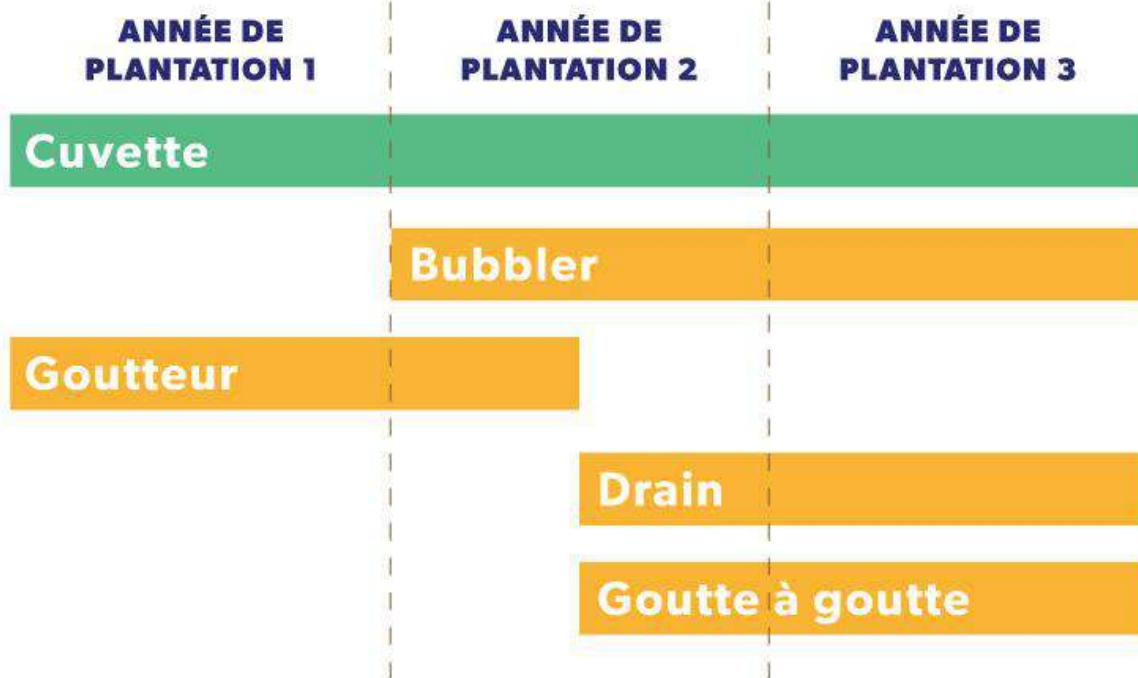 ANNÉE DE
PLANTATION 1
ANNÉE DE
PLANTATION 2
ANNÉE DE
PLANTATION 3
Cuvette
Bubbler
Goutteur
Drain
Goutte à goutte